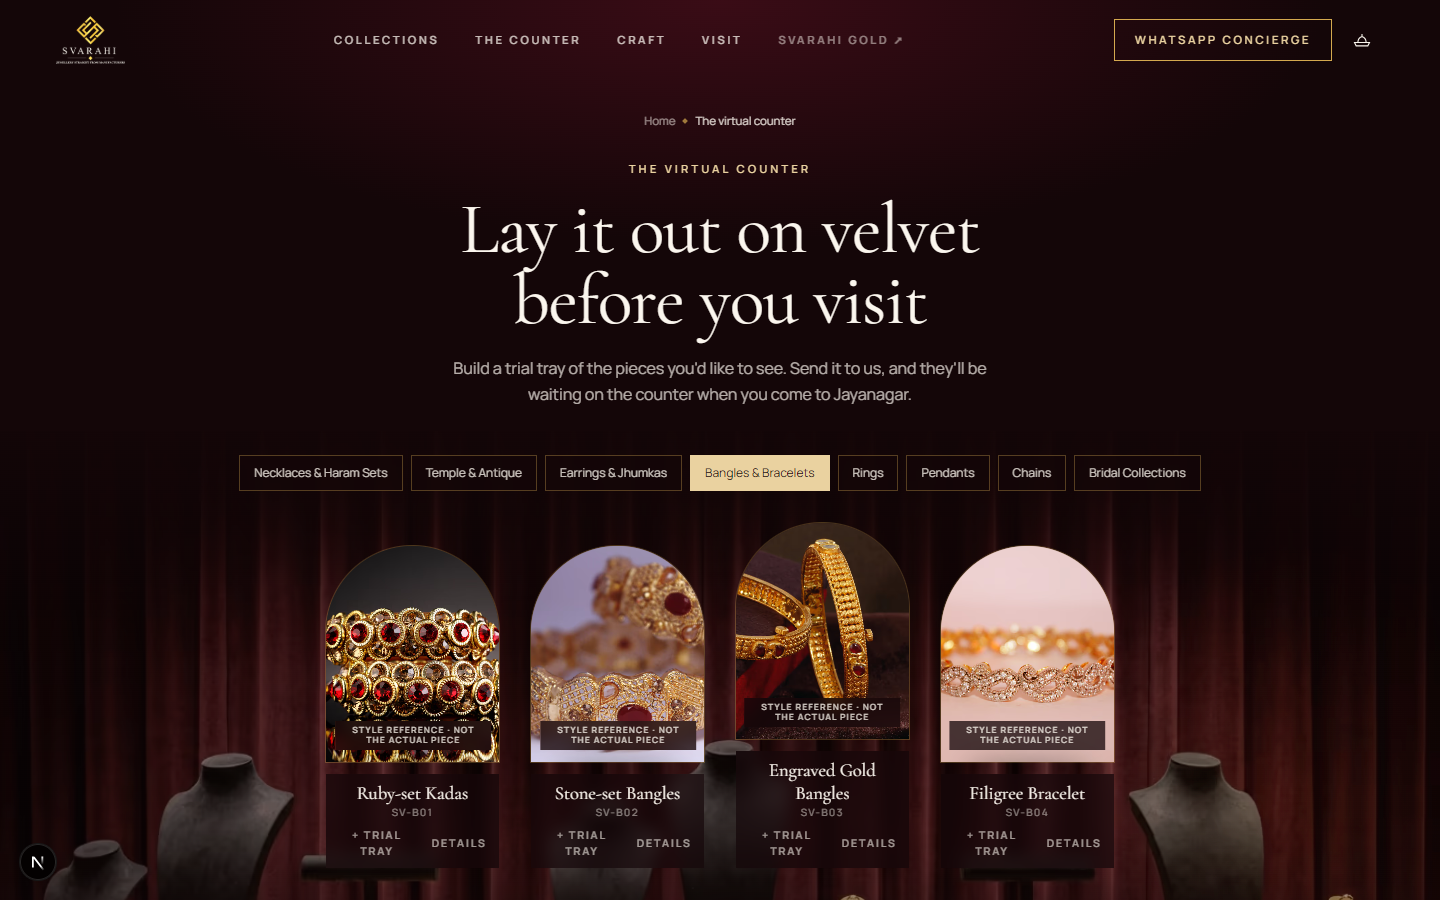 SVARAHI
JEWELLERY STRAIGHT FROM MANUFACTURERS
COLLECTIONS
THE COUNTER
CRAFT
VISIT
SVARAHI GOLD ↗
WHATSAPP CONCIERGE
Home ◆ The virtual counter
THE VIRTUAL COUNTER
Lay it out on velvet
before you visit
Build a trial tray of the pieces you'd like to see. Send it to us, and they'll be
waiting on the counter when you come to Jayanagar.
Necklaces & Haram Sets
Temple & Antique
Earrings & Jhumkas
Bangles & Bracelets
Rings
Pendants
Chains
Bridal Collections
STYLE REFERENCE · NOT
THE ACTUAL PIECE
Ruby-set Kadas
SV-B01
+ TRIAL
TRAY
DETAILS
STYLE REFERENCE · NOT
THE ACTUAL PIECE
Stone-set Bangles
SV-B02
+ TRIAL
TRAY
DETAILS
STYLE REFERENCE · NOT
THE ACTUAL PIECE
Engraved Gold
Bangles
SV-B03
+ TRIAL
TRAY
DETAILS
STYLE REFERENCE · NOT
THE ACTUAL PIECE
Filigree Bracelet
SV-B04
+ TRIAL
TRAY
DETAILS
N